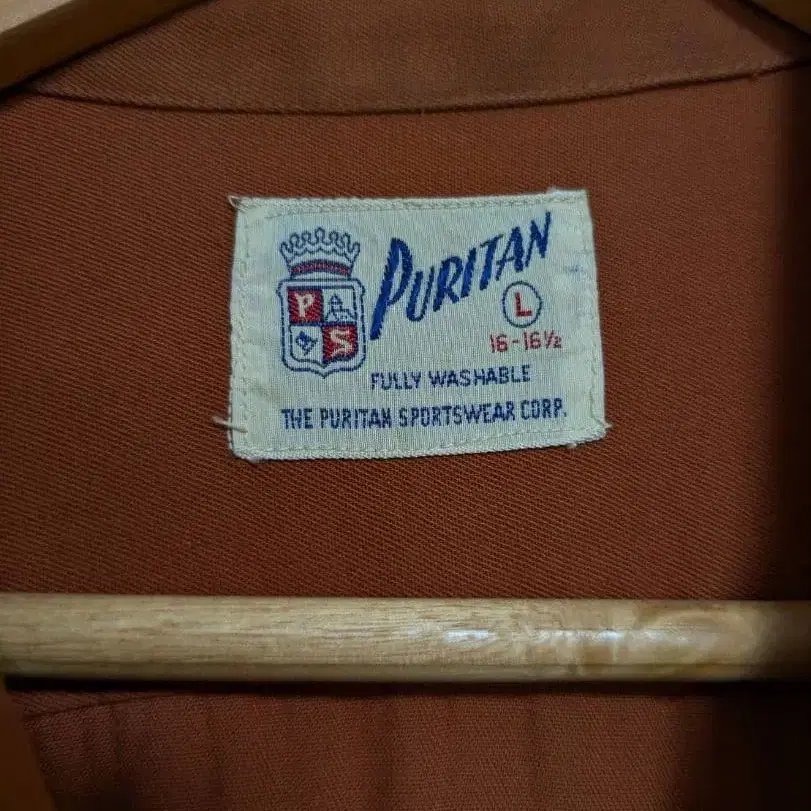 P
S
PURITAN
L
16-16½
FULLY WASHABLE
THE PURITAN SPORTSWEAR CORP.